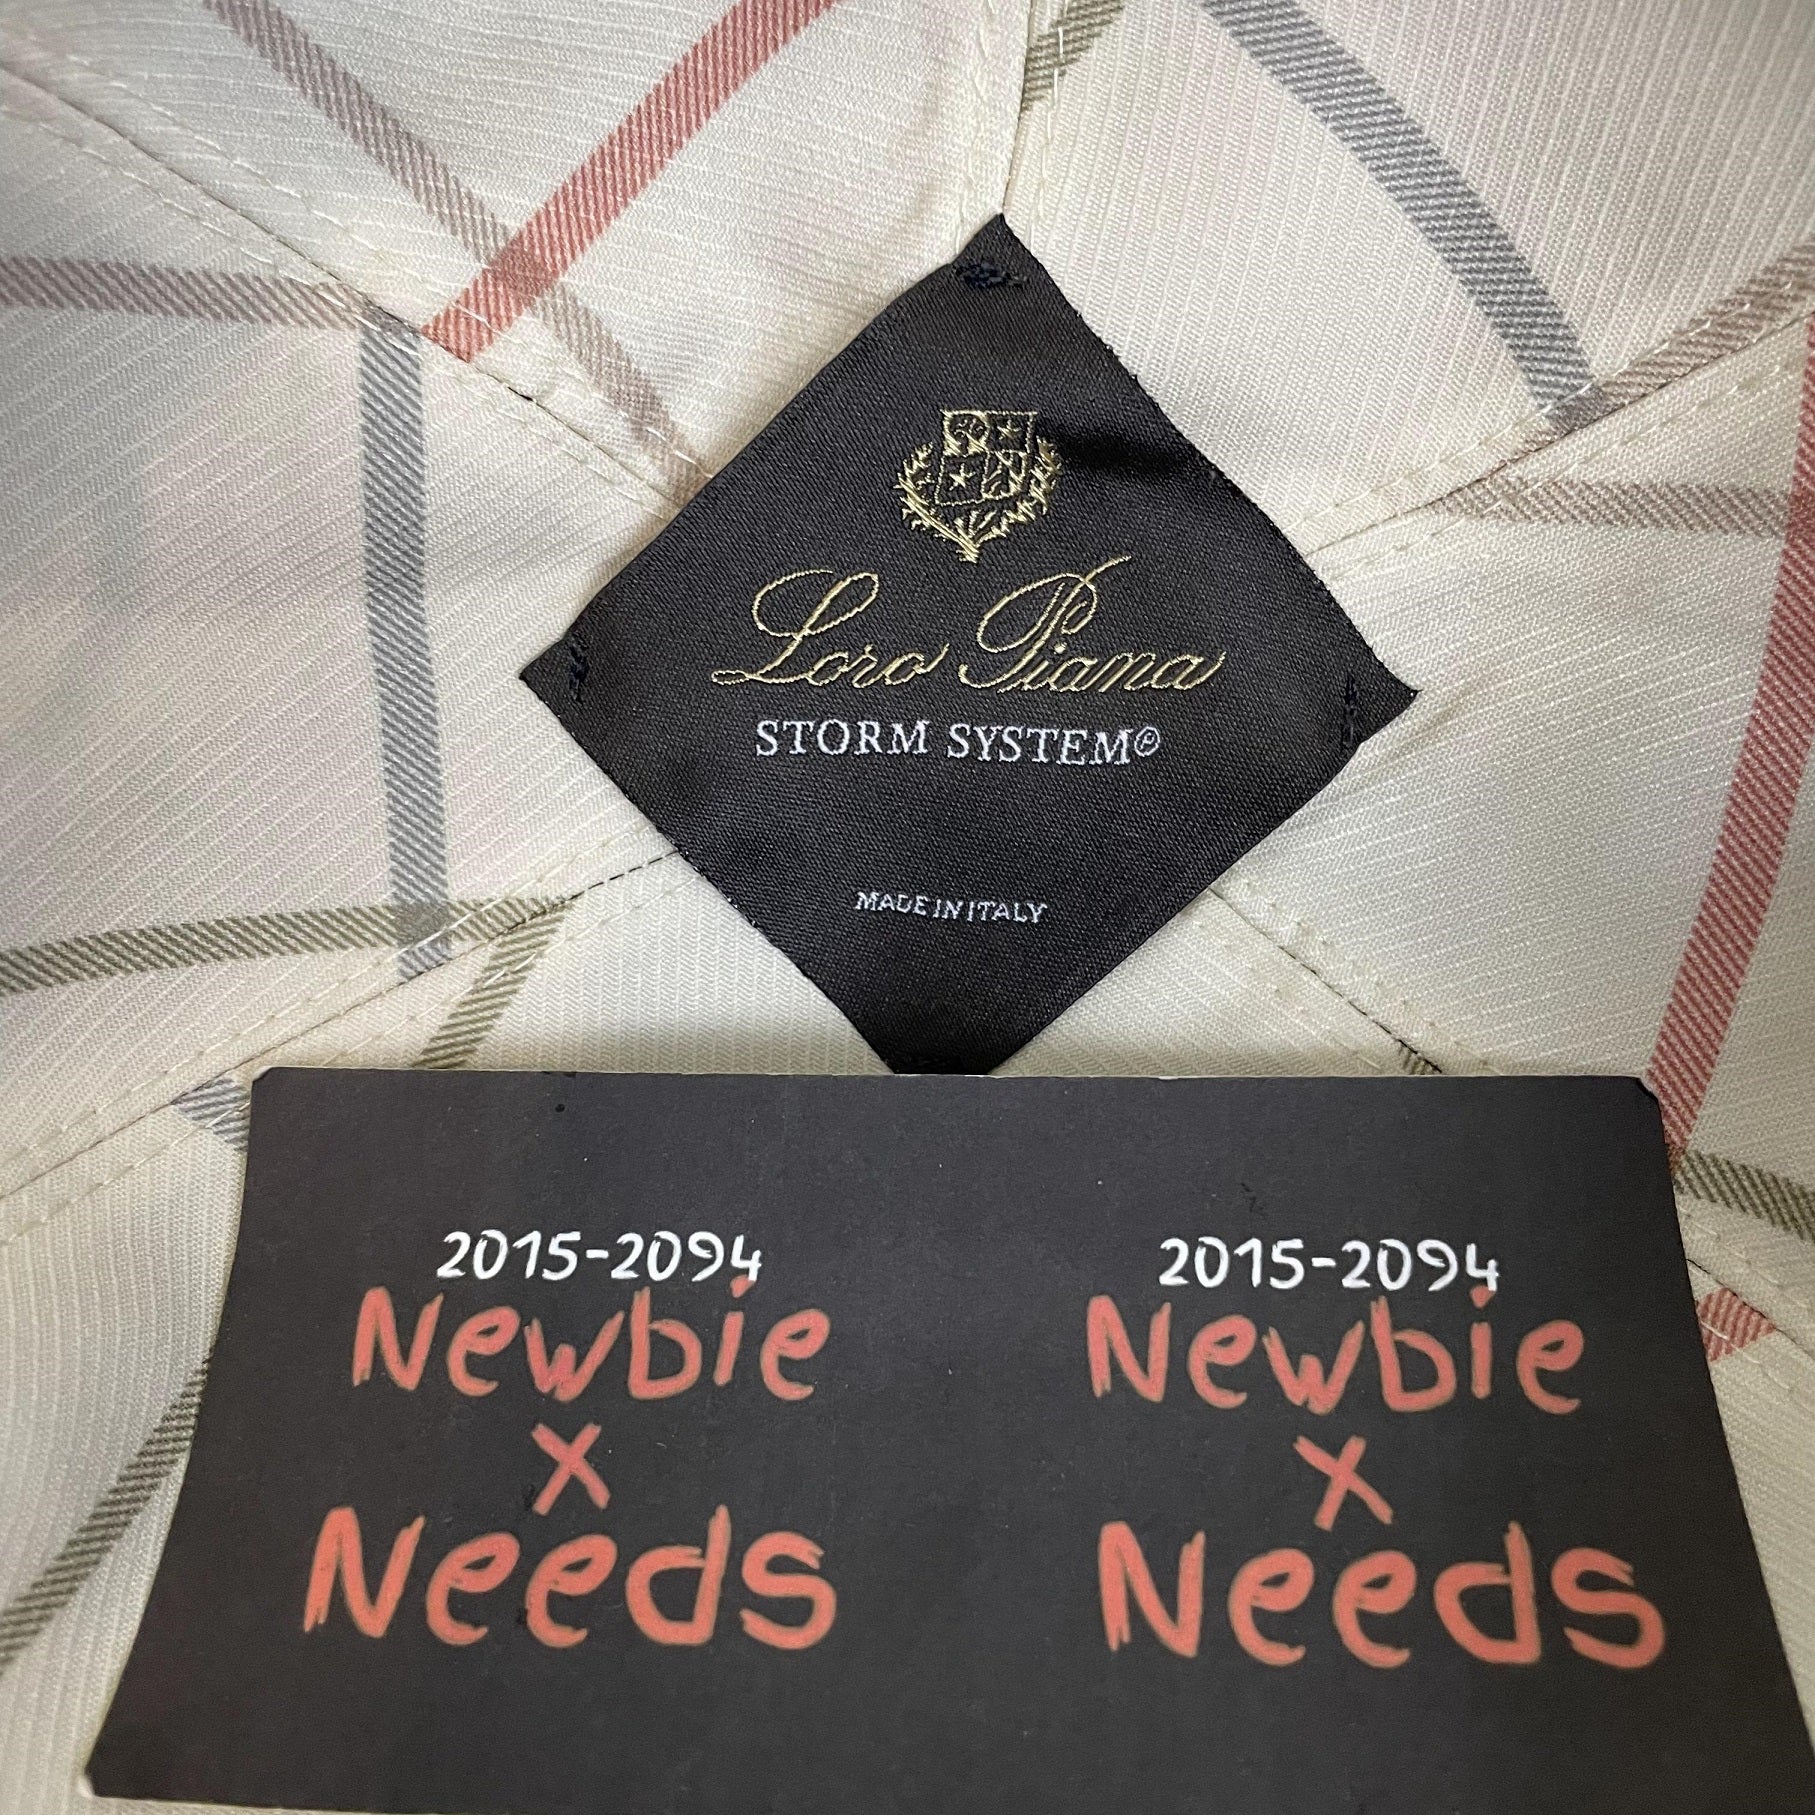 Loro Piana
STORM SYSTEM®
MADE IN ITALY
2015-2094
Newbie
x
Needs
2015-2094
Newbie
x
Needs